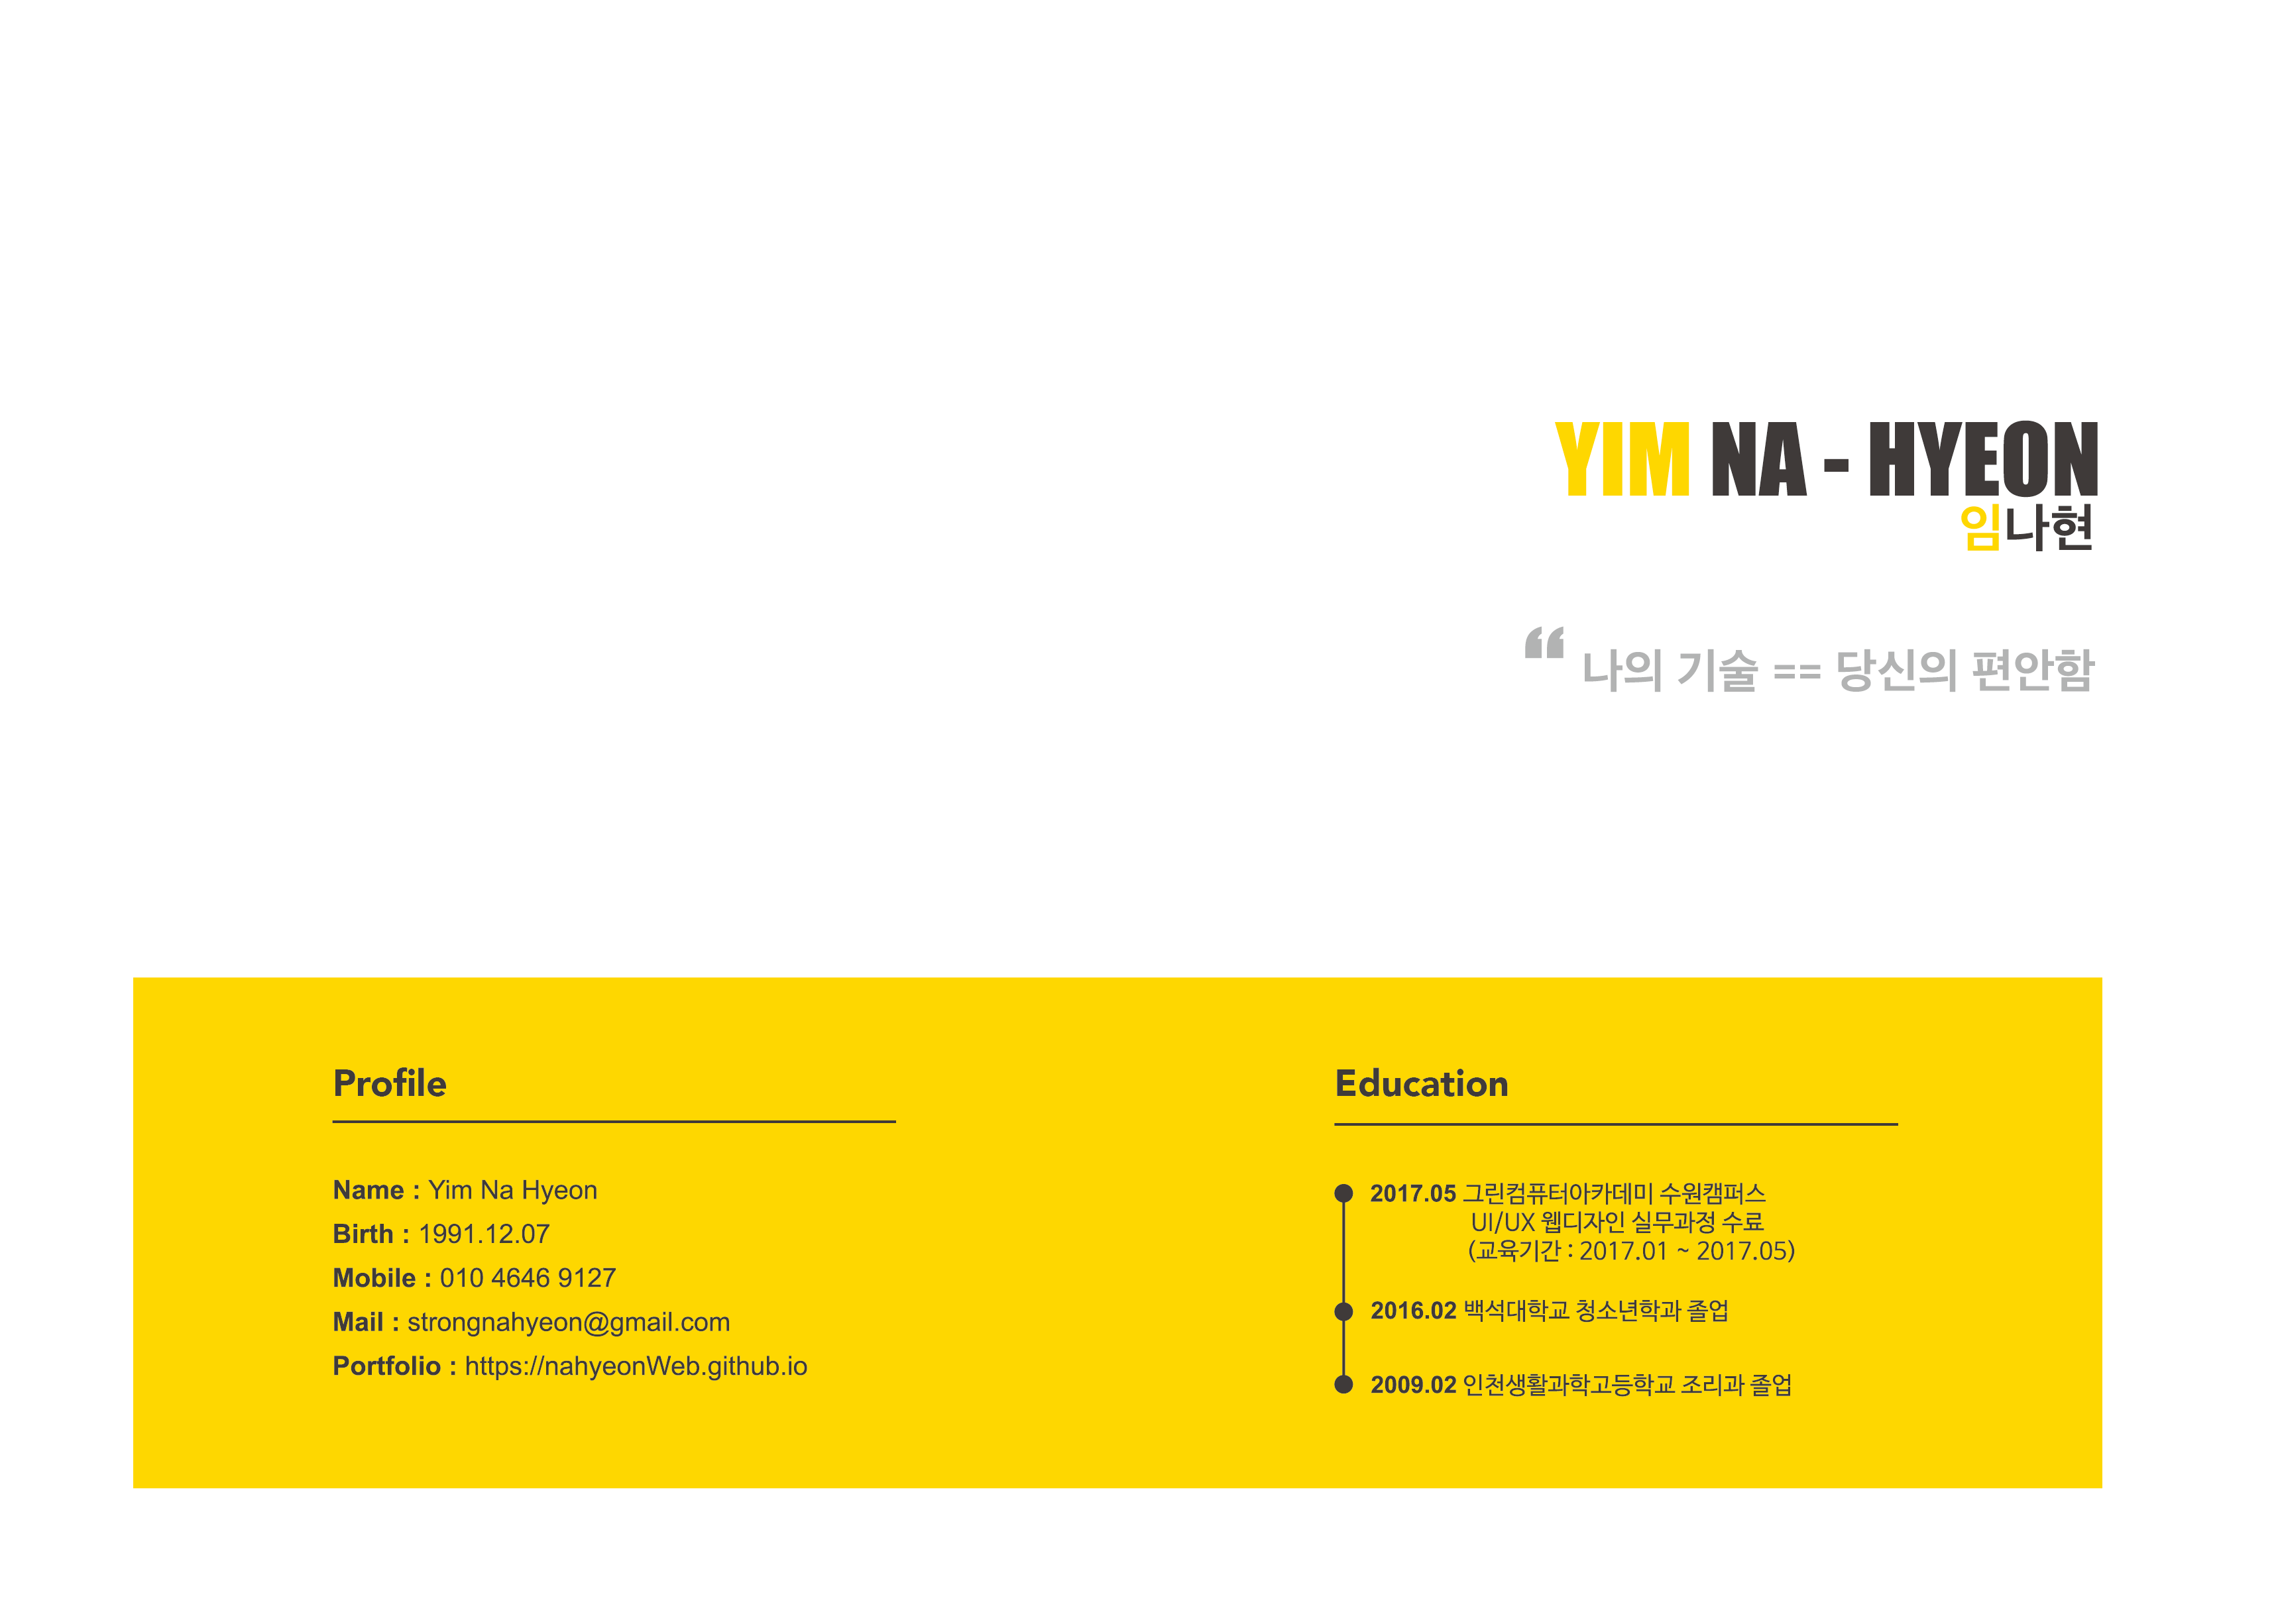 YIM NA - HYEON
임나현
“ 나의 기술 == 당신의 편안함
Profile
Name : Yim Na Hyeon
Birth : 1991.12.07
Mobile : 010 4646 9127
Mail : strongnahyeon@gmail.com
Portfolio : https://nahyeonWeb.github.io
Education
2017.05 그린컴퓨터아카데미 수원캠퍼스
UI/UX 웹디자인 실무과정 수료
(교육기간 : 2017.01 ~ 2017.05)
2016.02 백석대학교 청소년학과 졸업
2009.02 인천생활과학고등학교 조리과 졸업